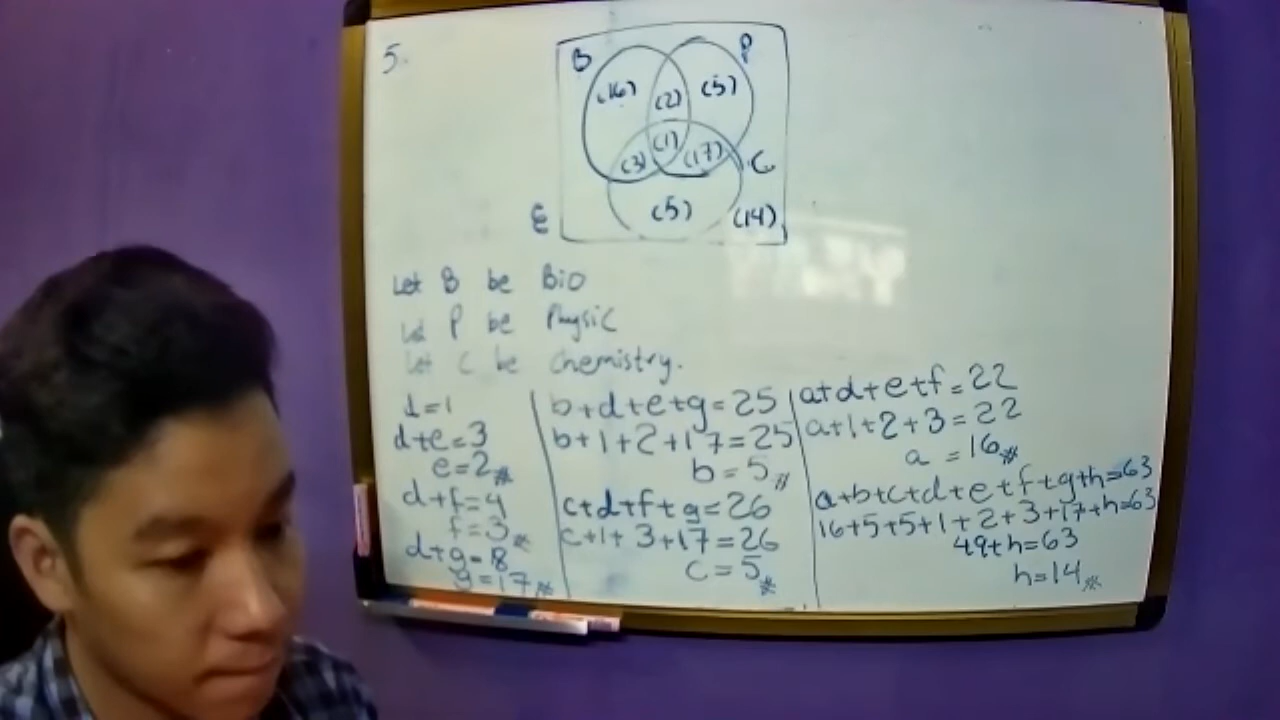 5.
B P
(16) (2) (5)
(1)
(3) (17) C
(5) (14)
Let B be Bio
Let P be Physic
Let C be Chemistry.
d=1
d+e=3
e=2
d+f=4
f=3
d+g=18
g=17
b+d+e+g=25
b+1+2+17=25
b=5
c+d+f+g=26
c+1+3+17=26
c=5
a+d+e+f=22
a+1+2+3=22
a=16
a+b+c+d+e+f+g+h=63
16+5+5+1+2+3+17+h=63
49+h=63
h=14